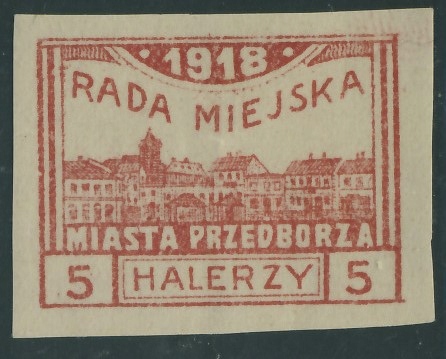 1918
RADA MIEJSKA
MIASTA PRZEDBORZA
5 HALERZY 5